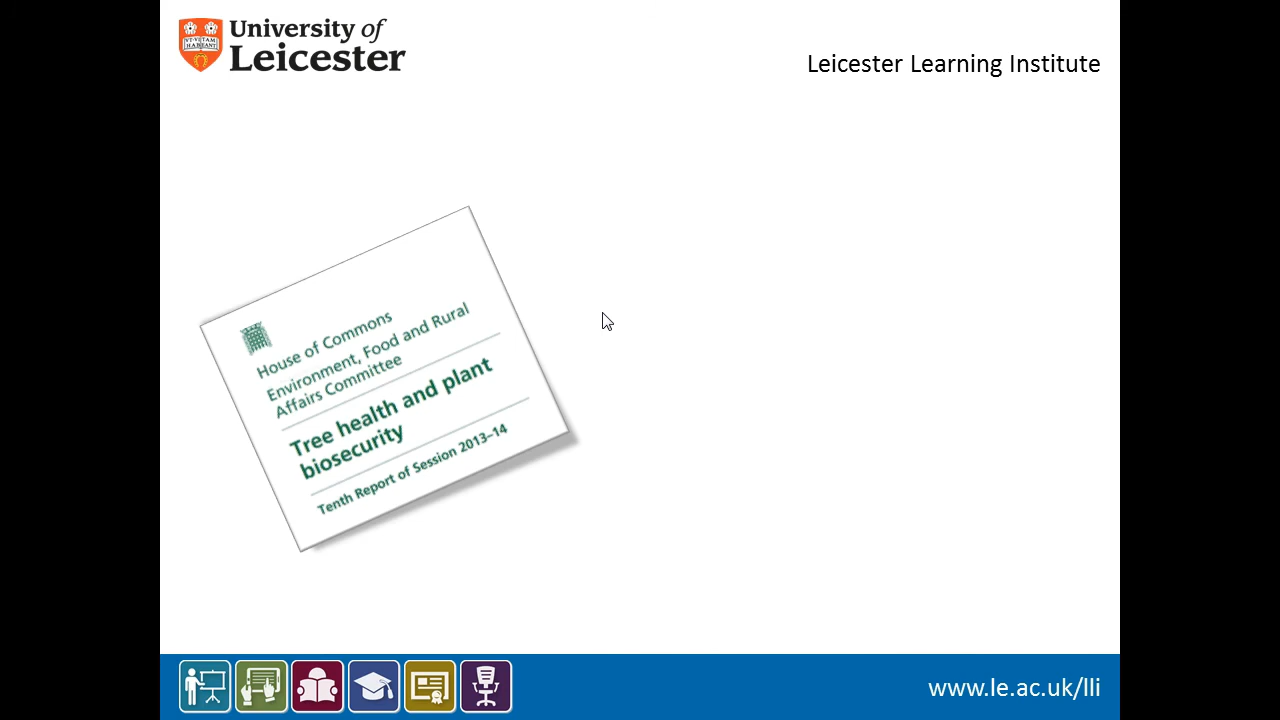 University of
Leicester
Leicester Learning Institute
House of Commons
Environment, Food and Rural
Affairs Committee
Tree health and plant
biosecurity
Tenth Report of Session 2013–14
www.le.ac.uk/lli